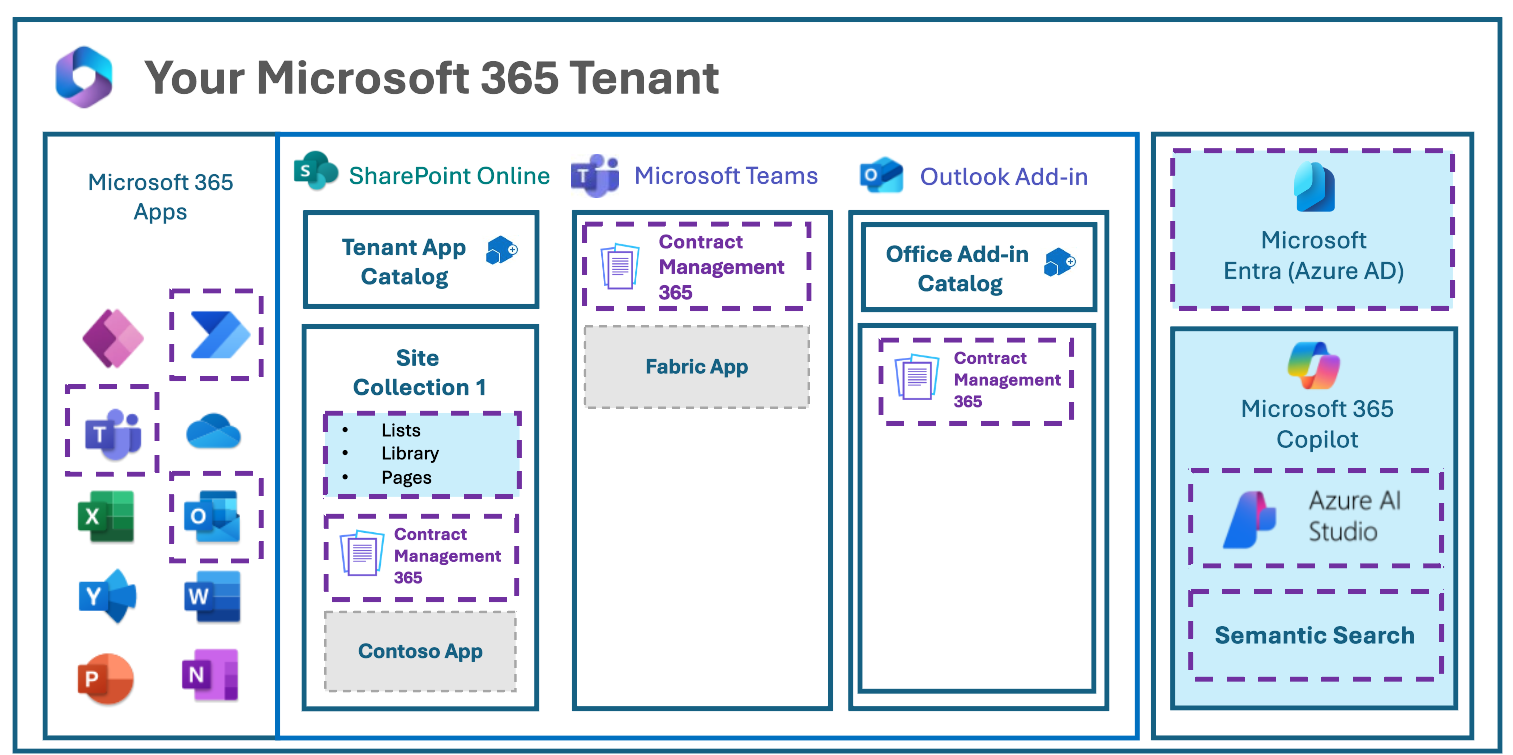 Your Microsoft 365 Tenant
Microsoft 365
Apps
T
X
O
Y
W
P
N
S
SharePoint Online
Tenant App
Catalog
Site
Collection 1
• Lists
• Library
• Pages
Contract
Management
365
Contoso App
T
Microsoft Teams
Contract
Management
365
Fabric App
O
Outlook Add-in
Office Add-in
Catalog
Contract
Management
365
Microsoft
Entra (Azure AD)
Microsoft 365
Copilot
Azure AI
Studio
Semantic Search